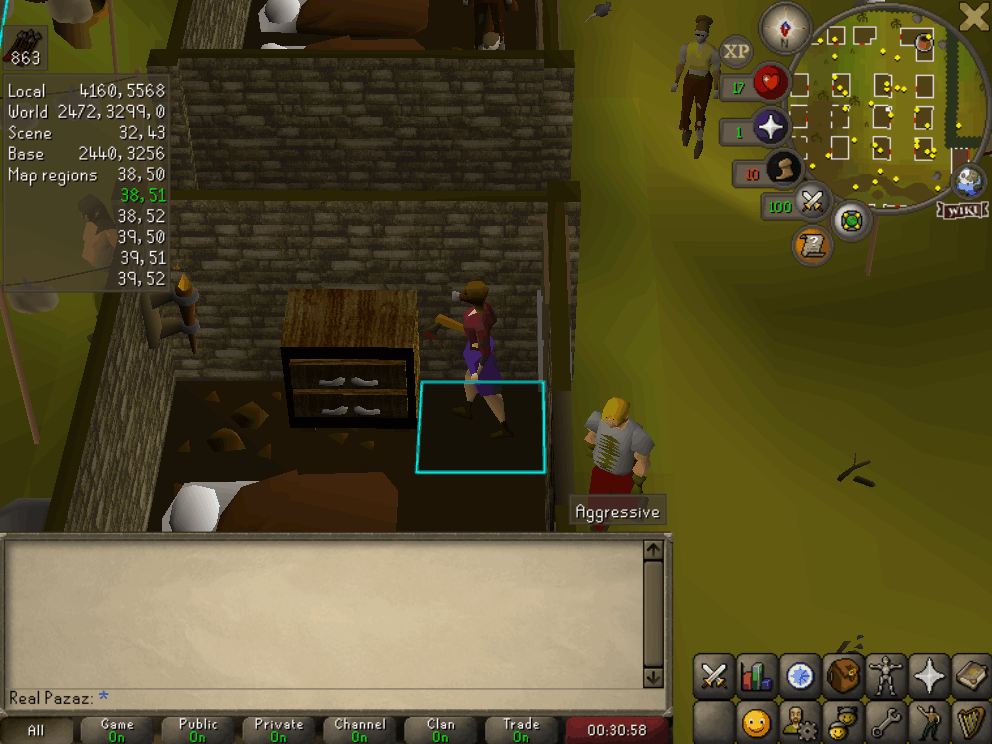 863
Local 4160, 5568
World 2472, 3299, 0
Scene 32, 43
Base 2440, 3256
Map regions 38, 50
38, 51
38, 52
39, 50
39, 51
39, 52
XP
N
17
1
10
100
WIKI
Aggressive
Real Pazaz: *
All
Game
On
Public
On
Private
On
Channel
On
Clan
On
Trade
On
00:30:58